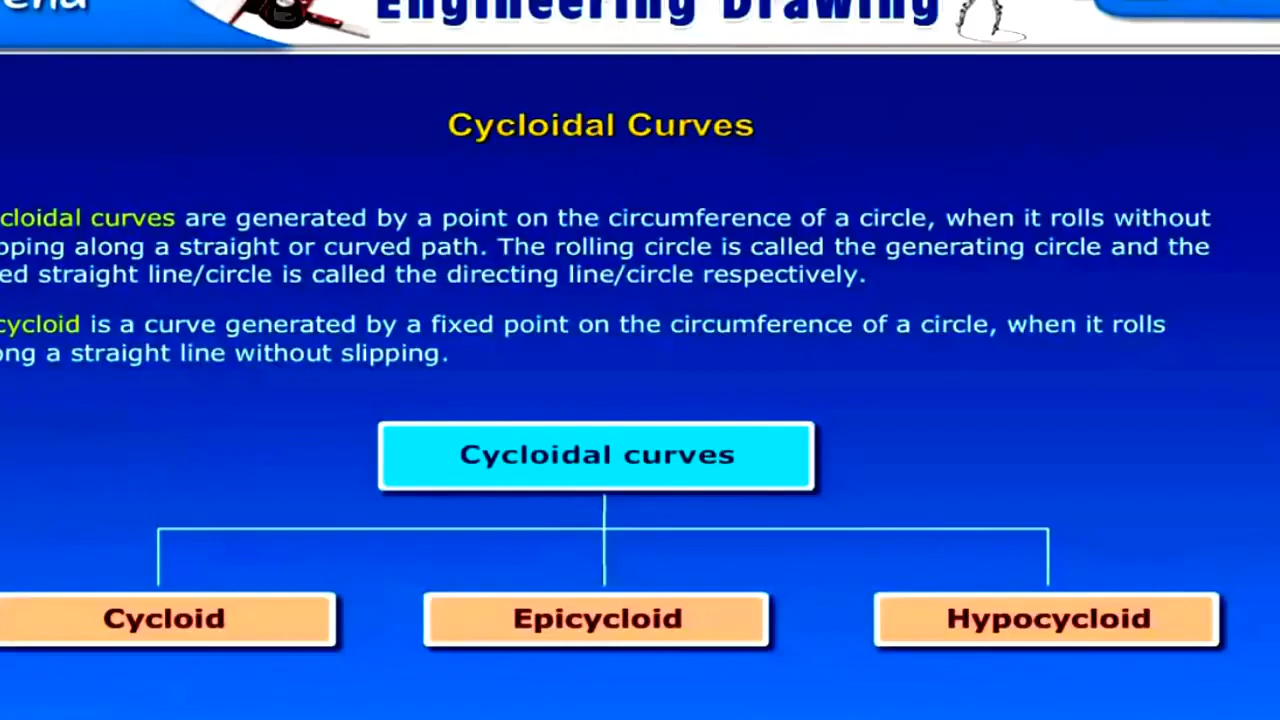 Engineering Drawing
Cycloidal Curves
cloidal curves are generated by a point on the circumference of a circle, when it rolls without
pping along a straight or curved path. The rolling circle is called the generating circle and the
ed straight line/circle is called the directing line/circle respectively.
cycloid is a curve generated by a fixed point on the circumference of a circle, when it rolls
ong a straight line without slipping.
Cycloidal curves
Cycloid
Epicycloid
Hypocycloid